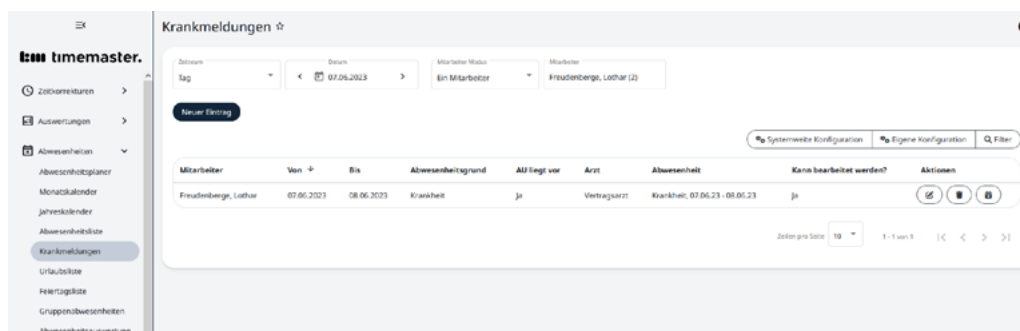 Krankmeldungen
timemaster.
Zeitkorrekturen
Auswertungen
Abwesenheiten
Abwesenheitsplaner
Monatskalender
Jahreskalender
Abwesenheitsliste
Krankmeldungen
Urlaubsliste
Feiertagsliste
Gruppenabwesenheiten
Zeitraum Datum Mitarbeiter Modus Mitarbeiter
Tag 07.06.2023 Ein Mitarbeiter Freudenberge, Lothar (2)
Neuer Eintrag
Systemweite Konfiguration Eigene Konfiguration Filter
Mitarbeiter Von Bis Abwesenheitsgrund AU liegt vor Arzt Abwesenheit Kann bearbeitet werden? Aktionen
Freudenberge, Lothar 07.06.2023 08.06.2023 Krankheit Ja Vertragsarzt Krankheit, 07.06.23 - 08.06.23 Ja
Zeilen pro Seite 10 1-1 von 1